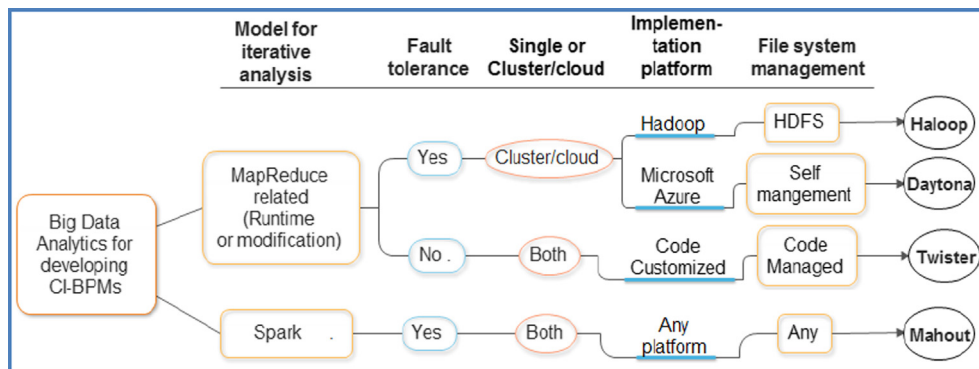 Model for
iterative
analysis
Fault
tolerance
Single or
Cluster/cloud
Implemen-
tation
platform
File system
management
Big Data
Analytics for
developing
CI-BPMs
MapReduce
related
(Runtime
or modification)
Yes
Cluster/cloud
Hadoop
HDFS
Haloop
Microsoft
Azure
Self
mangement
Daytona
No .
Both
Code
Customized
Code
Managed
Twister
Spark .
Yes
Both
Any
platform
Any
Mahout